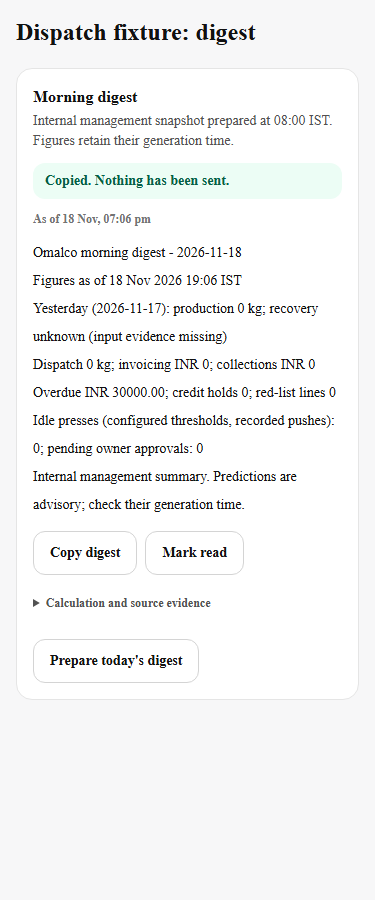 Dispatch fixture: digest
Morning digest
Internal management snapshot prepared at 08:00 IST.
Figures retain their generation time.
Copied. Nothing has been sent.
As of 18 Nov, 07:06 pm
Omalco morning digest - 2026-11-18
Figures as of 18 Nov 2026 19:06 IST
Yesterday (2026-11-17): production 0 kg; recovery
unknown (input evidence missing)
Dispatch 0 kg; invoicing INR 0; collections INR 0
Overdue INR 30000.00; credit holds 0; red-list lines 0
Idle presses (configured thresholds, recorded pushes):
0; pending owner approvals: 0
Internal management summary. Predictions are
advisory; check their generation time.
Copy digest Mark read
Calculation and source evidence
Prepare today's digest